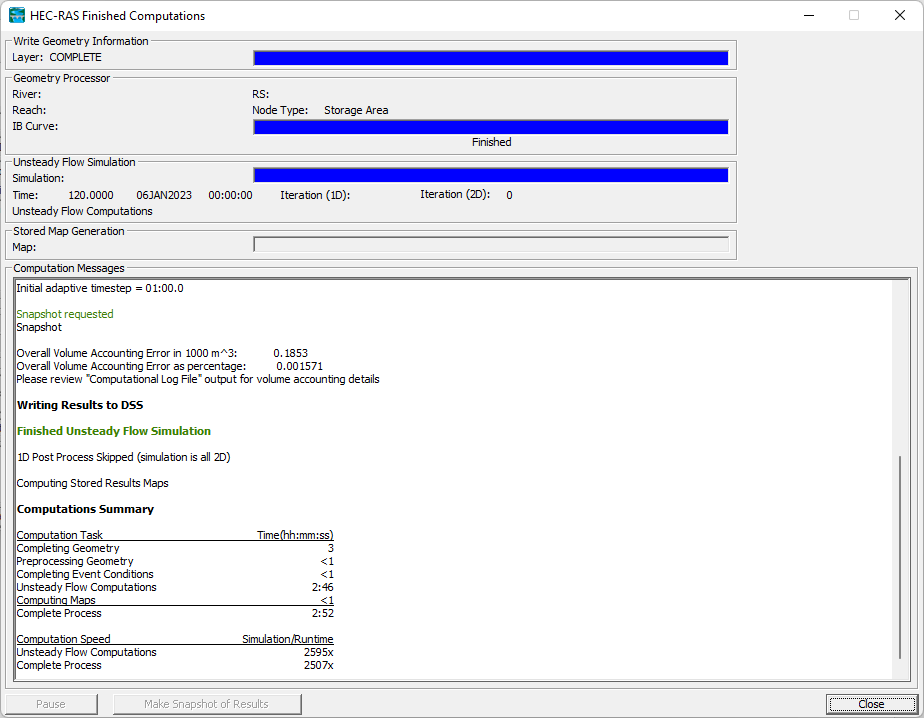 HEC-RAS Finished Computations
Write Geometry Information
Layer: COMPLETE
Geometry Processor
River: RS:
Reach: Node Type: Storage Area
IB Curve:
Finished
Unsteady Flow Simulation
Simulation:
Time: 120.0000 06JAN2023 00:00:00 Iteration (1D): Iteration (2D): 0
Unsteady Flow Computations
Stored Map Generation
Map:
Computation Messages
Initial adaptive timestep = 01:00.0
Snapshot requested
Snapshot
Overall Volume Accounting Error in 1000 m^3: 0.1853
Overall Volume Accounting Error as percentage: 0.001571
Please review "Computational Log File" output for volume accounting details
Writing Results to DSS
Finished Unsteady Flow Simulation
1D Post Process Skipped (simulation is all 2D)
Computing Stored Results Maps
Computations Summary
Computation Task Time(hh:mm:ss)
Completing Geometry 3
Preprocessing Geometry <1
Completing Event Conditions <1
Unsteady Flow Computations 2:46
Computing Maps <1
Complete Process 2:52
Computation Speed Simulation/Runtime
Unsteady Flow Computations 2595x
Complete Process 2507x
Pause Make Snapshot of Results Close